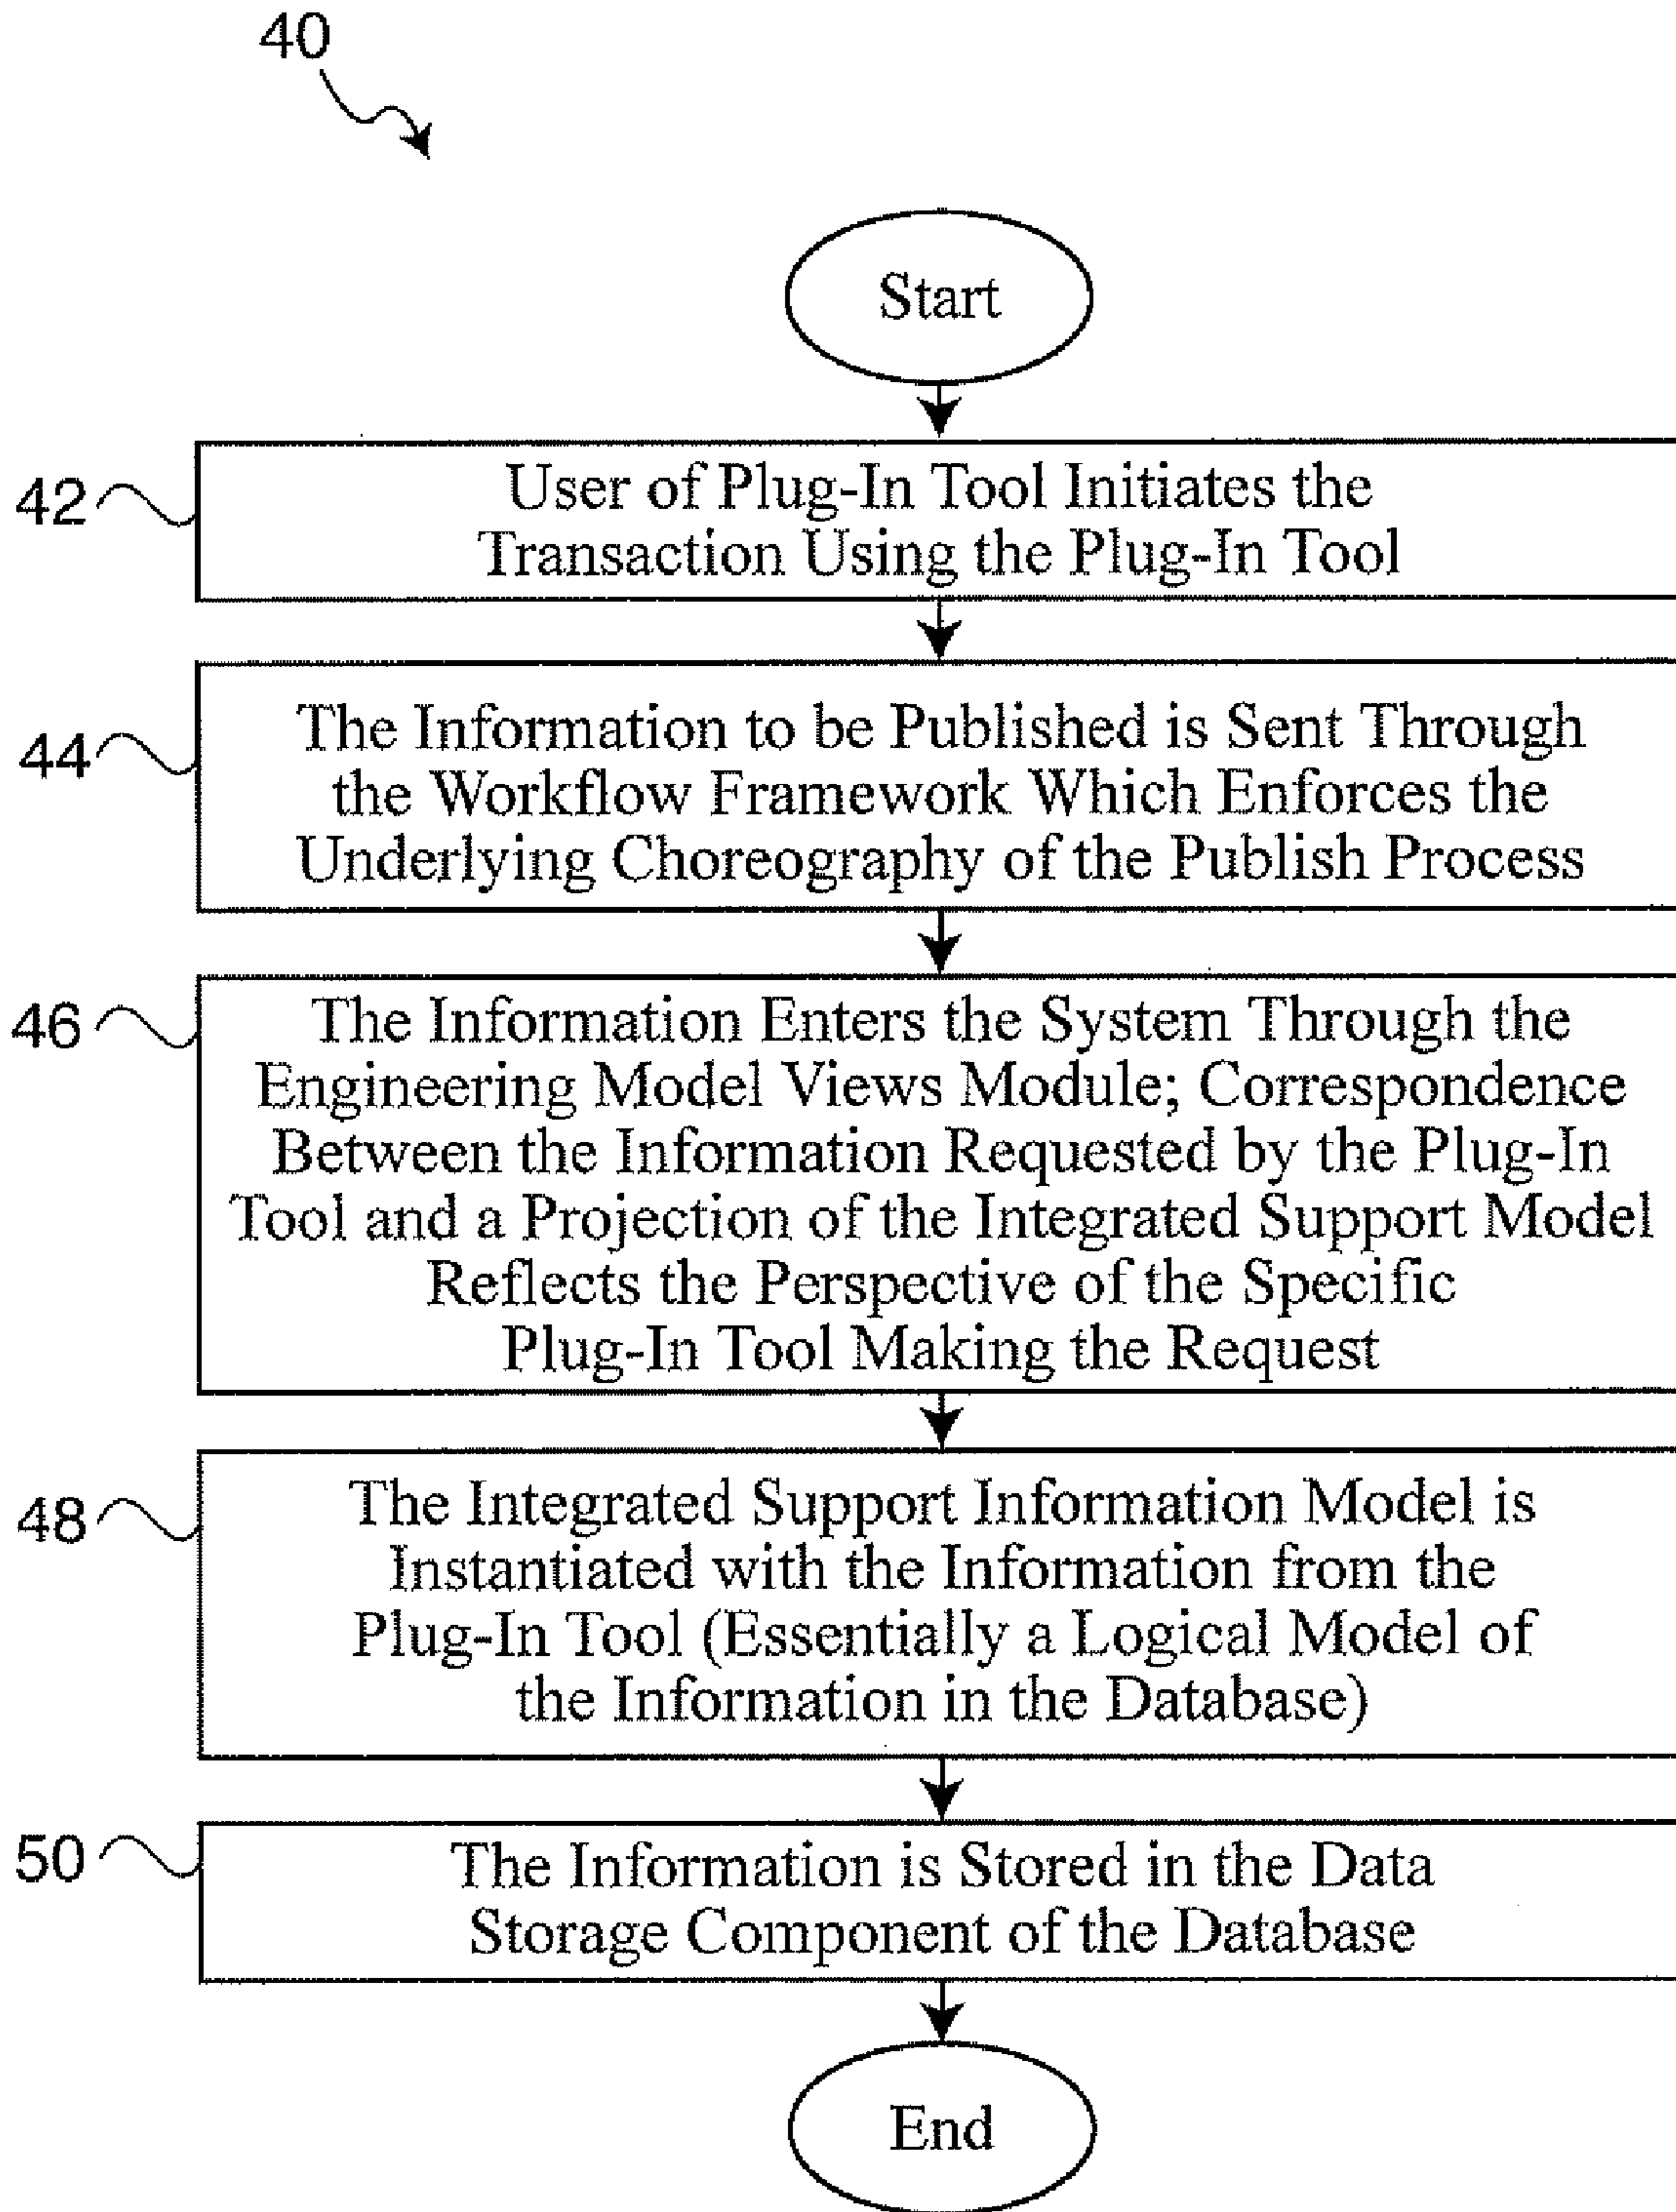 40
Start
42
User of Plug-In Tool Initiates the
Transaction Using the Plug-In Tool
44
The Information to be Published is Sent Through
the Workflow Framework Which Enforces the
Underlying Choreography of the Publish Process
46
The Information Enters the System Through the
Engineering Model Views Module; Correspondence
Between the Information Requested by the Plug-In
Tool and a Projection of the Integrated Support Model
Reflects the Perspective of the Specific
Plug-In Tool Making the Request
48
The Integrated Support Information Model is
Instantiated with the Information from the
Plug-In Tool (Essentially a Logical Model of
the Information in the Database)
50
The Information is Stored in the Data
Storage Component of the Database
End